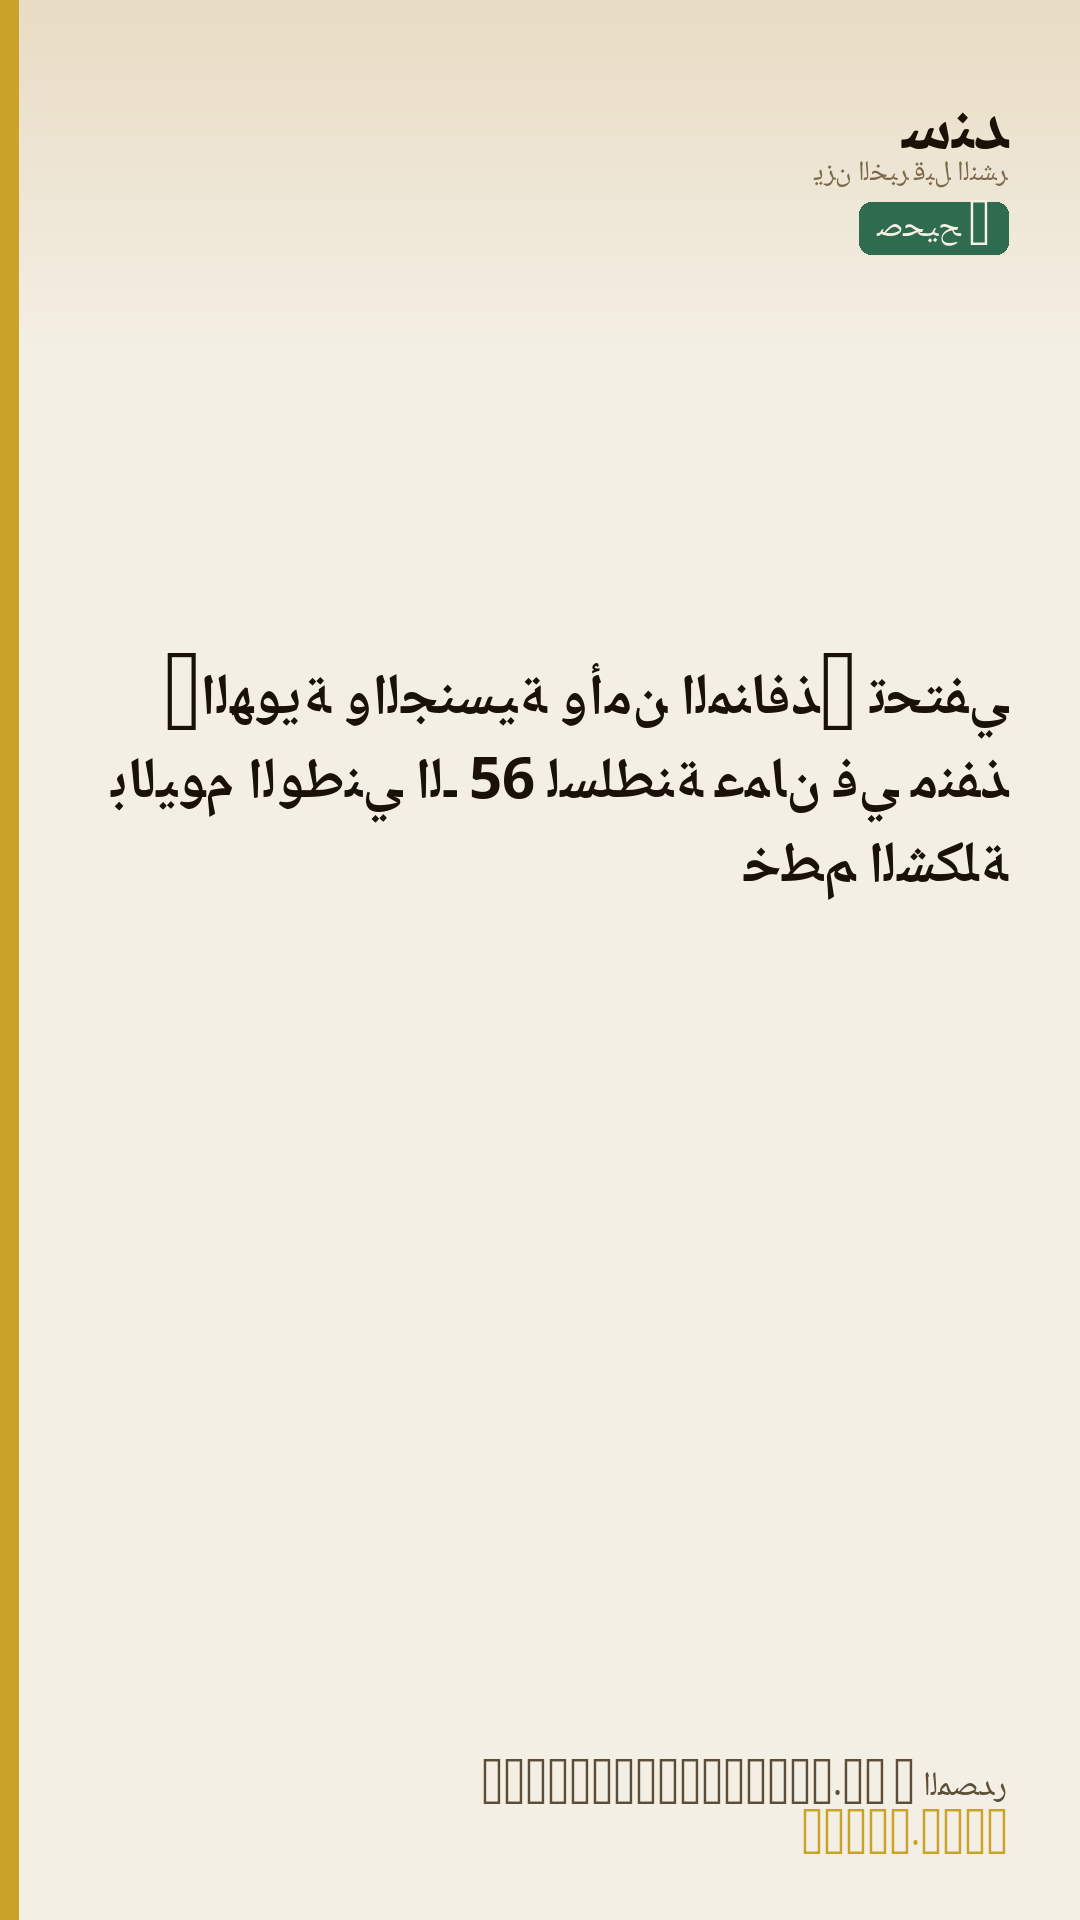 سند
يزن الخبر قبل النشر
صحيح
الهوية والجنسية وأمن المنافذ تحتفي
باليوم الوطني الـ 56 لسلطنة عمان في منفذ
خطم الشكلة
المصدر